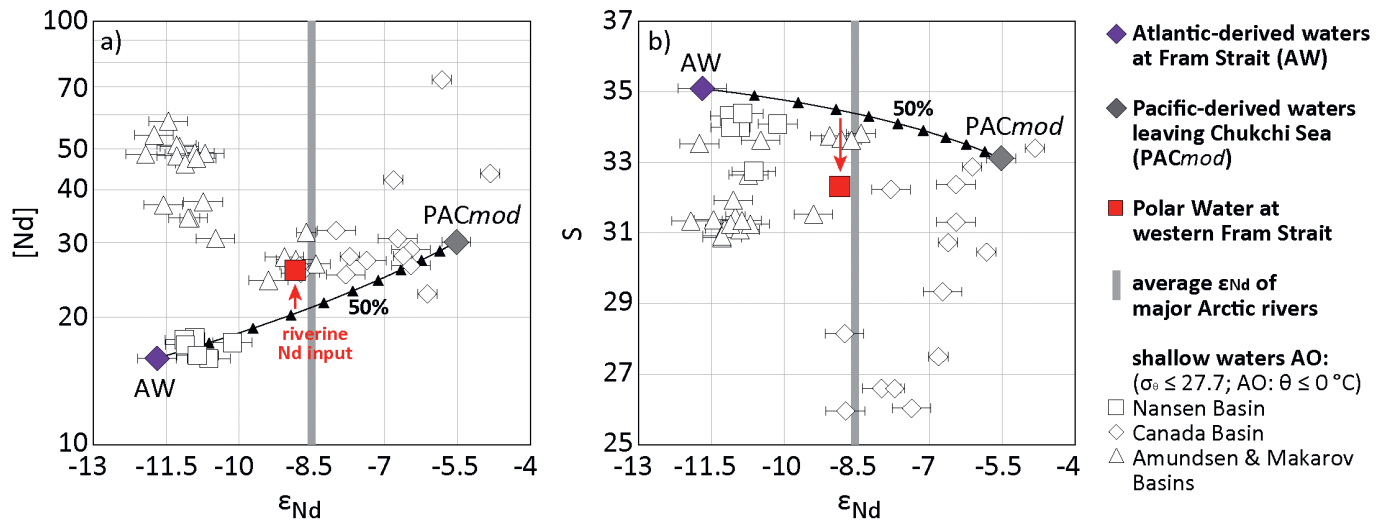 a)
100
70
50
40
30
20
10
[Nd]
AW
PACmod
50%
riverine
Nd input
-13
-11.5
-10
-8.5
-7
-5.5
-4
εNd
b)
37
35
33
31
29
27
25
S
AW
50%
PACmod
-13
-11.5
-10
-8.5
-7
-5.5
-4
εNd
Atlantic-derived waters
at Fram Strait (AW)
Pacific-derived waters
leaving Chukchi Sea
(PACmod)
Polar Water at
western Fram Strait
average εNd of
major Arctic rivers
shallow waters AO:
(σθ ≤ 27.7; AO: θ ≤ 0 °C)
Nansen Basin
Canada Basin
Amundsen & Makarov
Basins